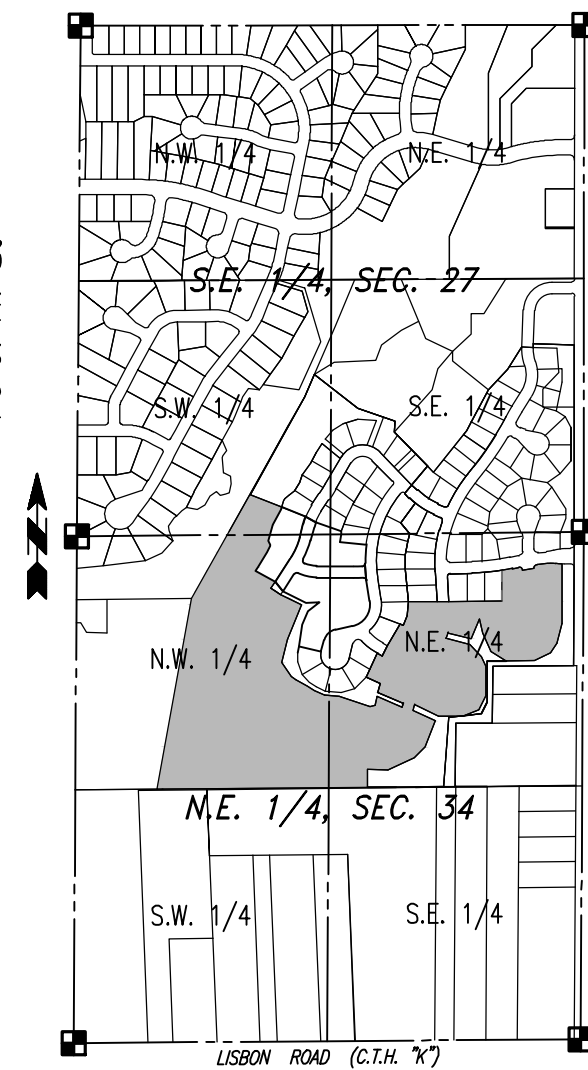 N.W. 1/4 N.E. 1/4
S.E. 1/4, SEC. 27
S.W. 1/4 S.E. 1/4
N
N.E. 1/4
N.W. 1/4
N.E. 1/4, SEC. 34
S.W. 1/4 S.E. 1/4
LISBON ROAD (C.T.H. "K")